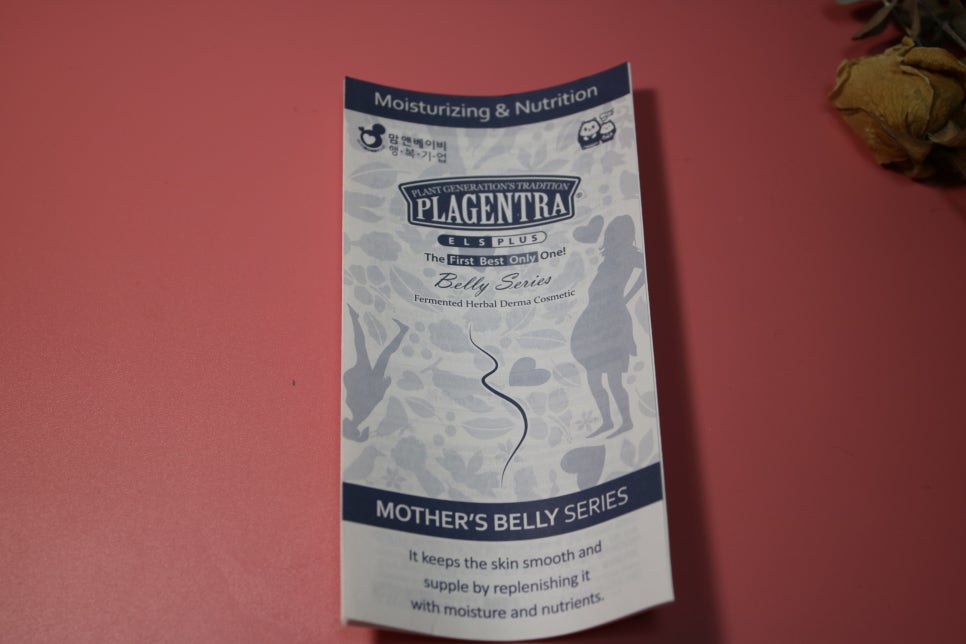 Moisturizing & Nutrition
맘앤베이비
행·복·기·업
PLANT GENERATION'S TRADITION
PLAGENTRA®
ELS PLUS
The First Best Only One!
Belly Series
Fermented Herbal Derma Cosmetic
MOTHER'S BELLY SERIES
It keeps the skin smooth and
supple by replenishing it
with moisture and nutrients.